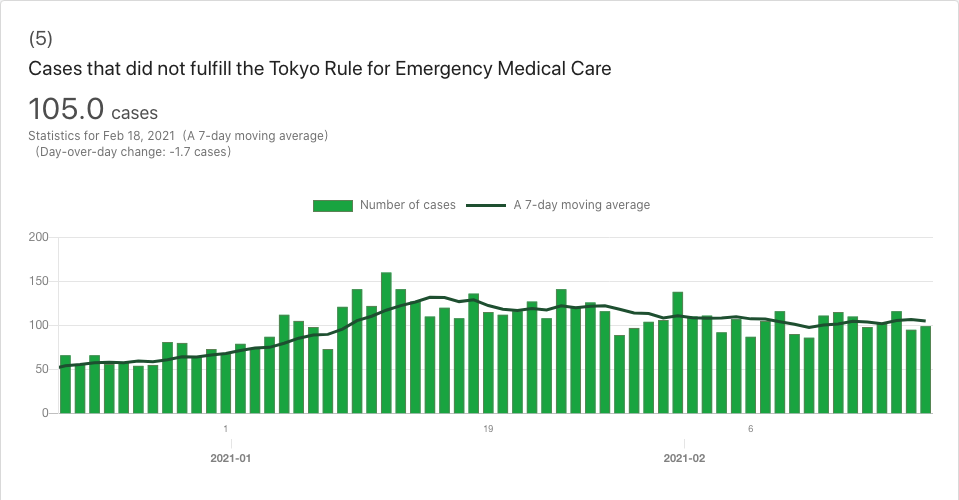 (5)
Cases that did not fulfill the Tokyo Rule for Emergency Medical Care
105.0 cases
Statistics for Feb 18, 2021 (A 7-day moving average)
(Day-over-day change: -1.7 cases)
Number of cases A 7-day moving average
200
150
100
50
0
1 19 6
2021-01 2021-02